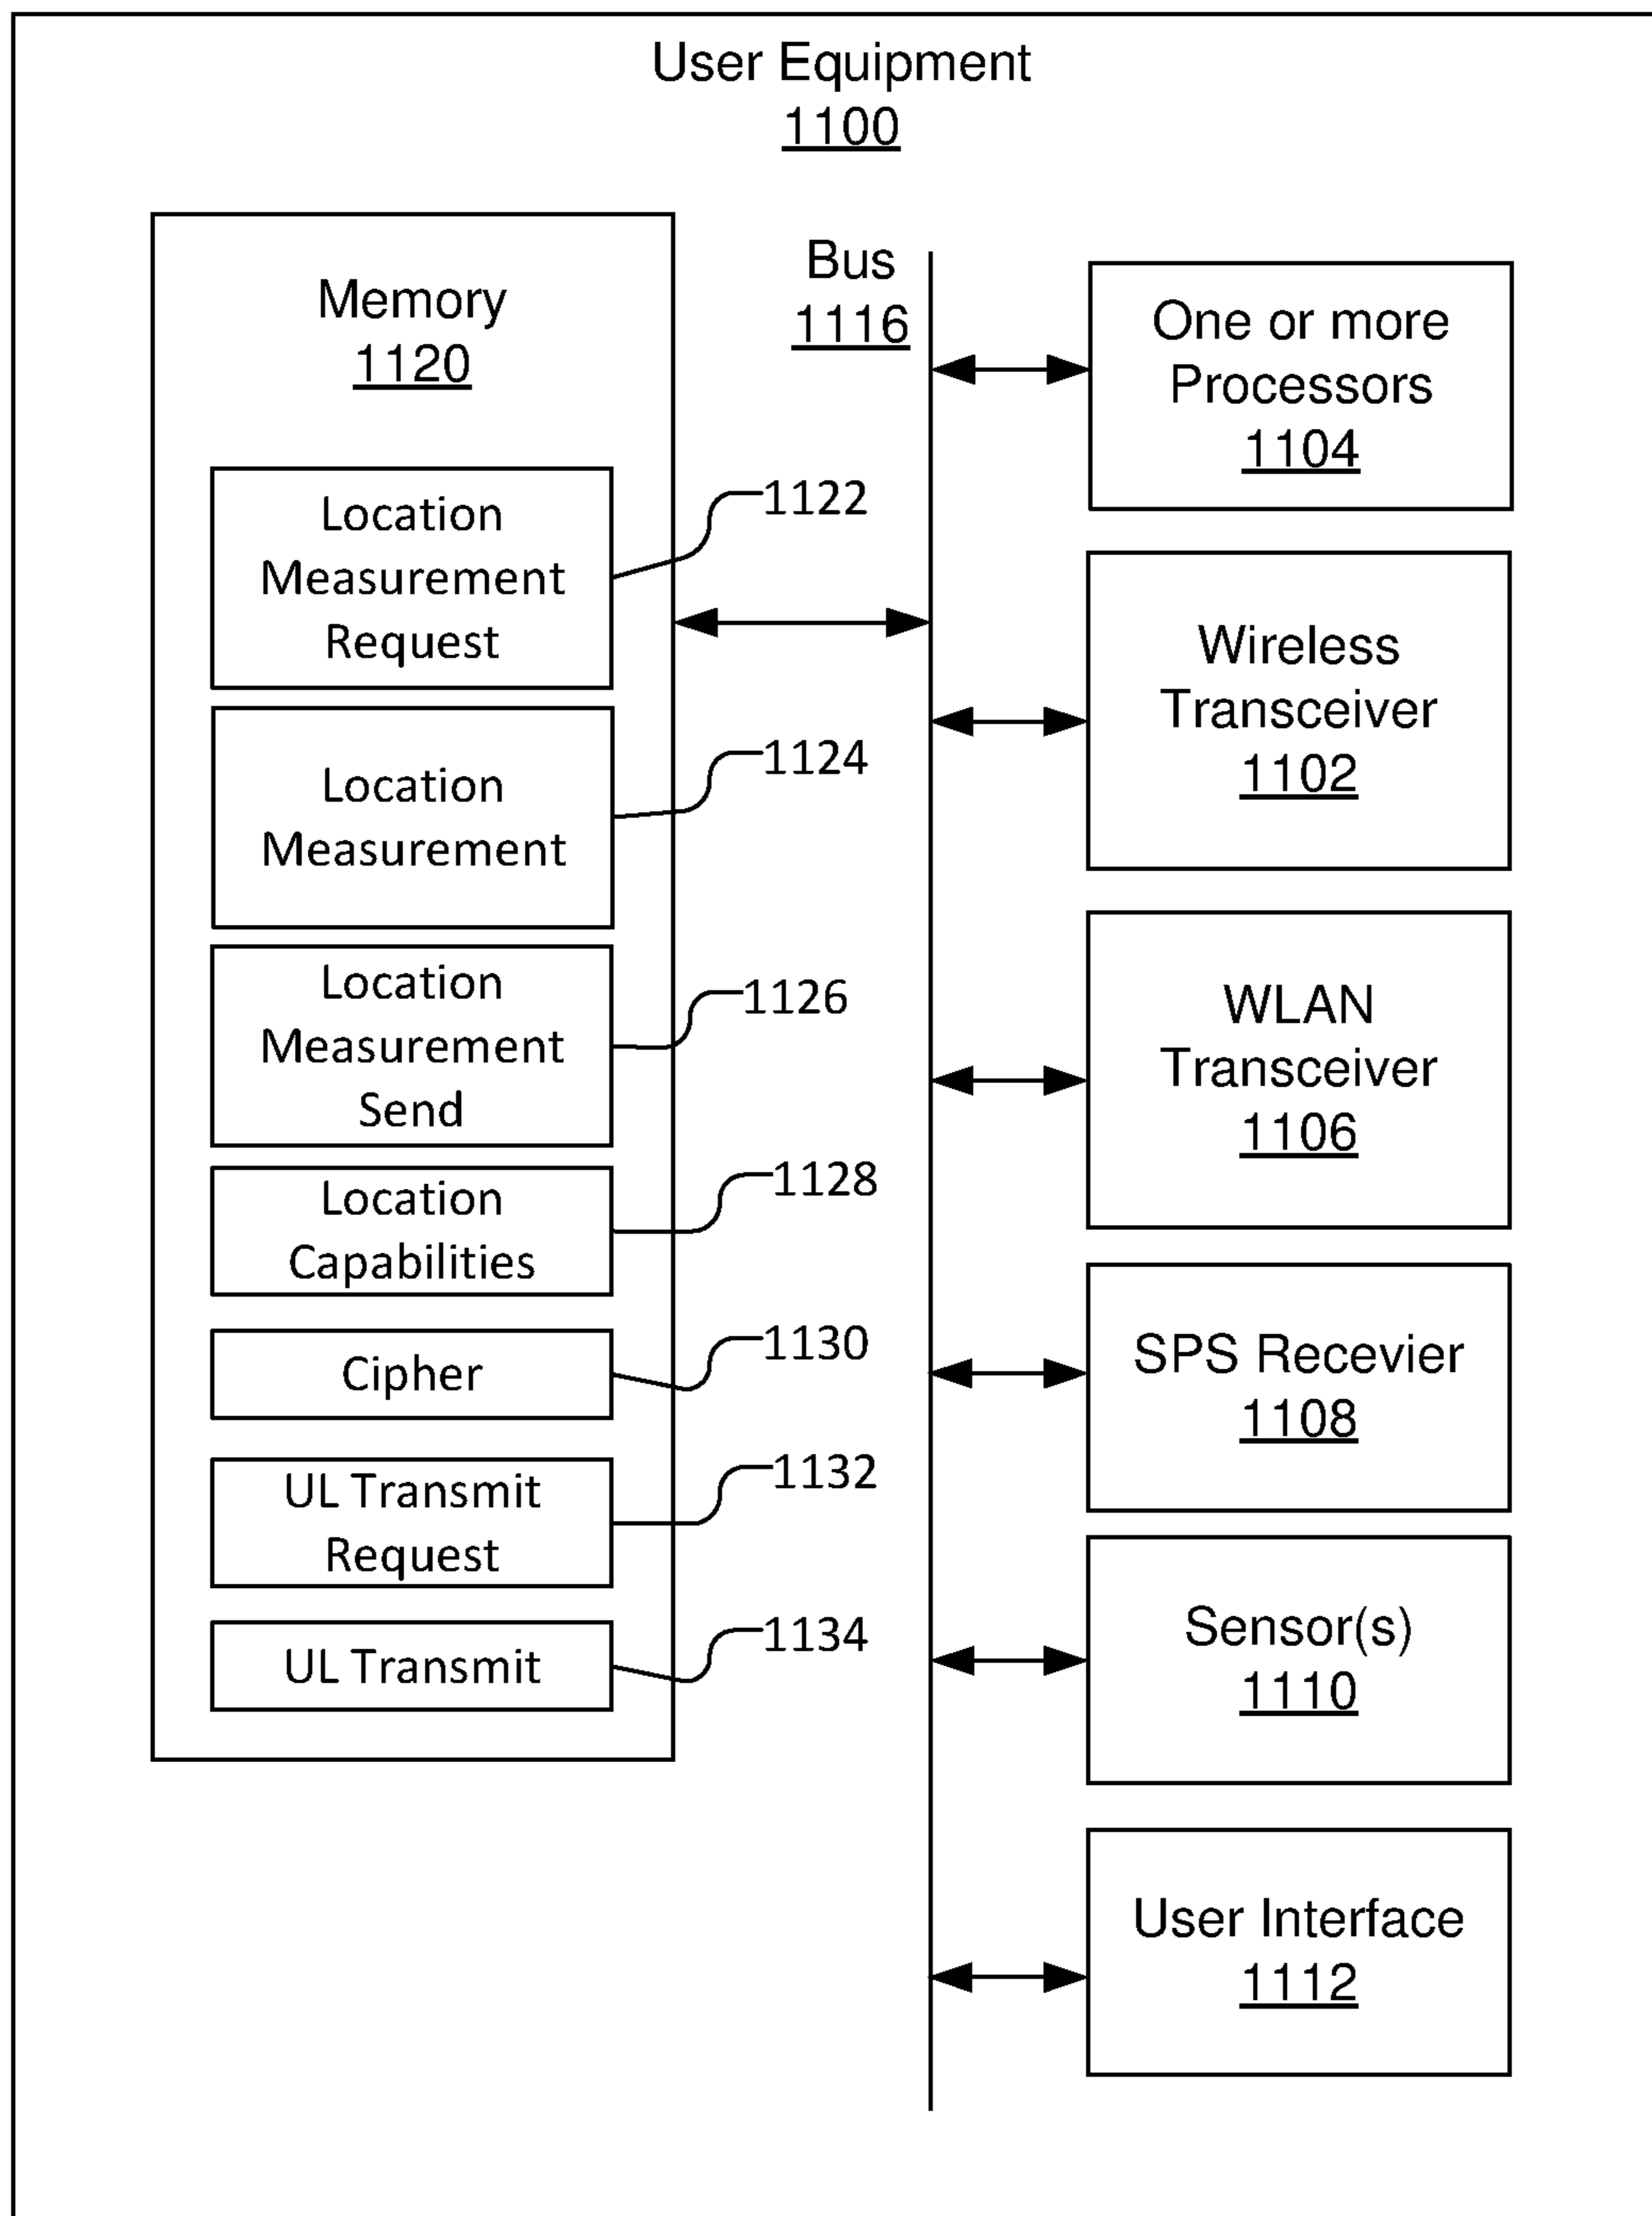 User Equipment
1100
Memory
1120
Location
Measurement
Request
1122
Location
Measurement
1124
Location
Measurement
Send
1126
Location
Capabilities
1128
Cipher
1130
UL Transmit
Request
1132
UL Transmit
1134
Bus
1116
One or more
Processors
1104
Wireless
Transceiver
1102
WLAN
Transceiver
1106
SPS Recevier
1108
Sensor(s)
1110
User Interface
1112